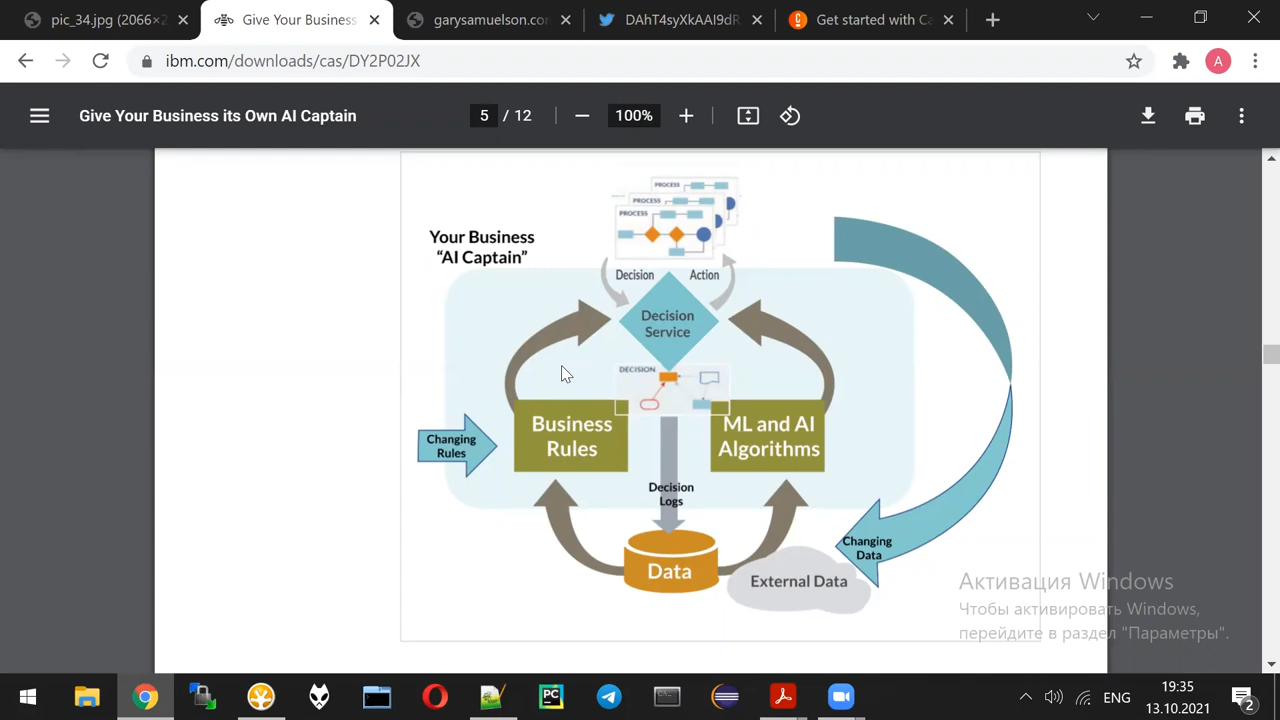 pic_34.jpg (2066×2
Give Your Business
garysamuelson.co
DAhT4syXkAAI9dR
Get started with Ca
ibm.com/downloads/cas/DY2P02JX
A
Give Your Business its Own AI Captain
5 / 12
100%
PROCESS
PROCESS
PROCESS
Your Business
“AI Captain”
Decision
Action
Decision
Service
DECISION
Business
Rules
ML and AI
Algorithms
Changing
Rules
Decision
Logs
Data
External Data
Changing
Data
Активация Windows
Чтобы активировать Windows,
перейдите в раздел "Параметры".
PC
ENG
19:35
13.10.2021
2